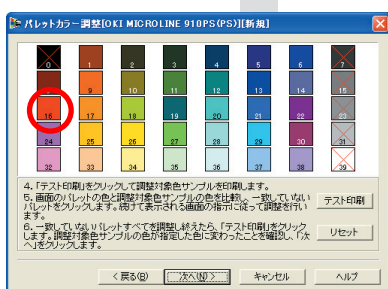 パレットカラー調整[OKI MICROLINE 910PS(PS)][新規]
0 1 2 3 4 5 6 7
9 10 11 12 13 14 15
16 17 18 19 20 21 22 23
24 25 26 27 28 29 30 31
32 33 34 35 36 37 38 39
4.「テスト印刷」をクリックして調整対象色サンプルを印刷します。
5.画面のパレットの色と調整対象色サンプルの色を比較し、一致していない
パレットをクリックします。続けて表示される画面の指示に従って調整を行い
ます。
テスト印刷
6.一致していないパレットすべてを調整し終えたら、「テスト印刷」をクリック
します。調整対象色サンプルの色が指定した色に変わったことを確認し、「次
へ」をクリックします。
リセット
< 戻る(B)
次へ(N) >
キャンセル
ヘルプ